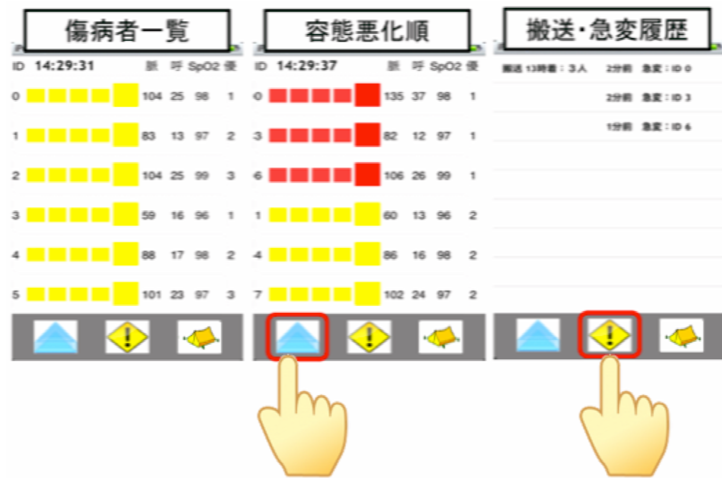 傷病者一覧
ID 14:29:31 脈 呼 SpO2 優
0 104 25 98 1
1 83 13 97 2
2 104 25 99 3
3 59 16 96 1
4 88 17 98 2
5 101 23 97 3
容態悪化順
ID 14:29:37 脈 呼 SpO2 優
0 135 37 98 1
3 82 12 97 1
6 106 26 99 1
1 60 13 96 2
4 86 16 98 2
7 102 24 97 2
搬送・急変履歴
搬送 13時着：3人 2分前 急変：ID 0
2分前 急変：ID 3
1分前 急変：ID 6